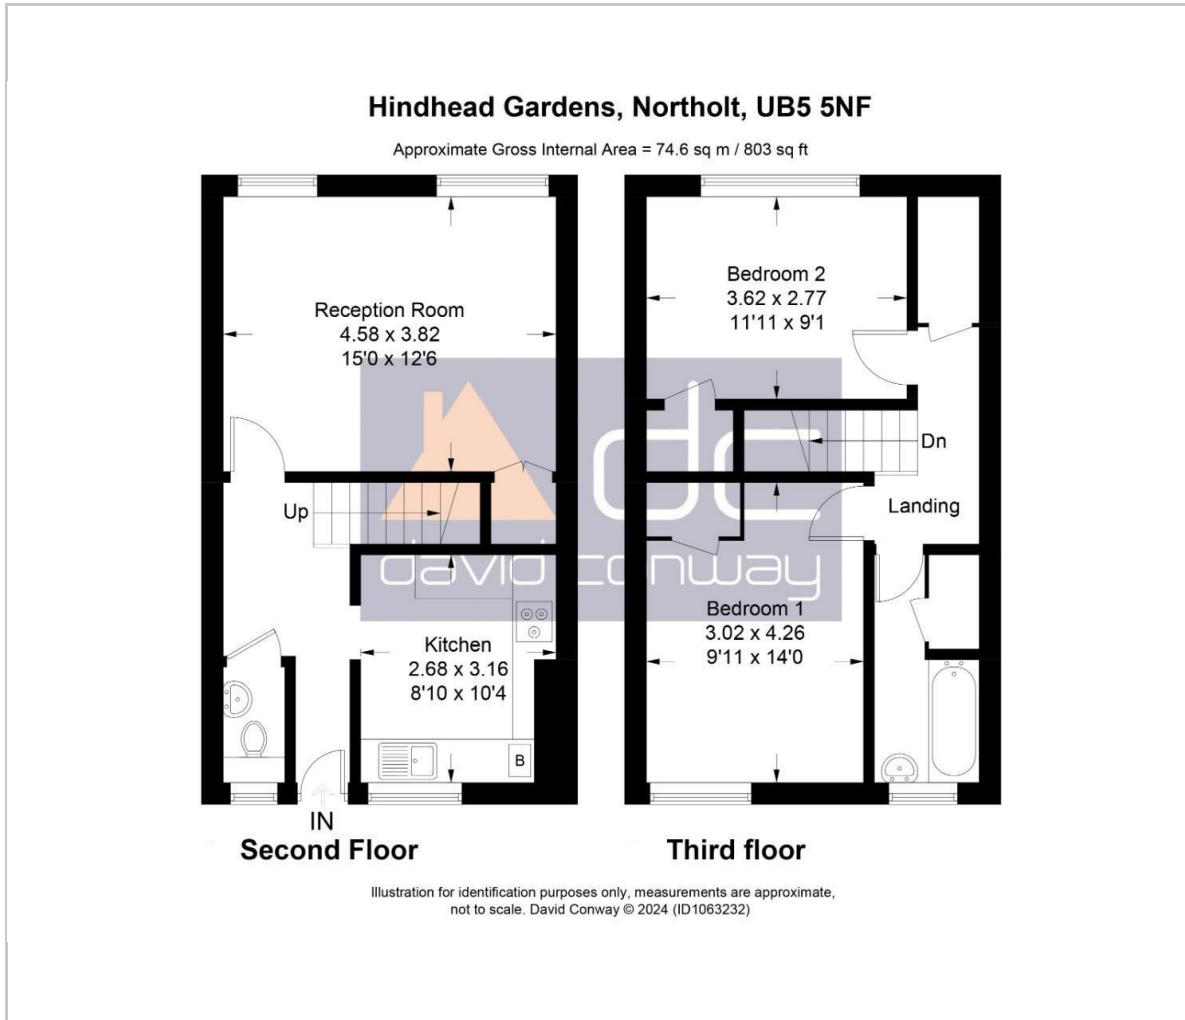 Hindhead Gardens, Northolt, UB5 5NF
Approximate Gross Internal Area = 74.6 sq m / 803 sq ft
Reception Room
4.58 x 3.82
15'0 x 12'6
Up
Kitchen
2.68 x 3.16
8'10 x 10'4
B
IN
Second Floor
Bedroom 2
3.62 x 2.77
11'11 x 9'1
Dn
Landing
Bedroom 1
3.02 x 4.26
9'11 x 14'0
Third floor
dc
david conway
Illustration for identification purposes only, measurements are approximate,
not to scale. David Conway © 2024 (ID1063232)